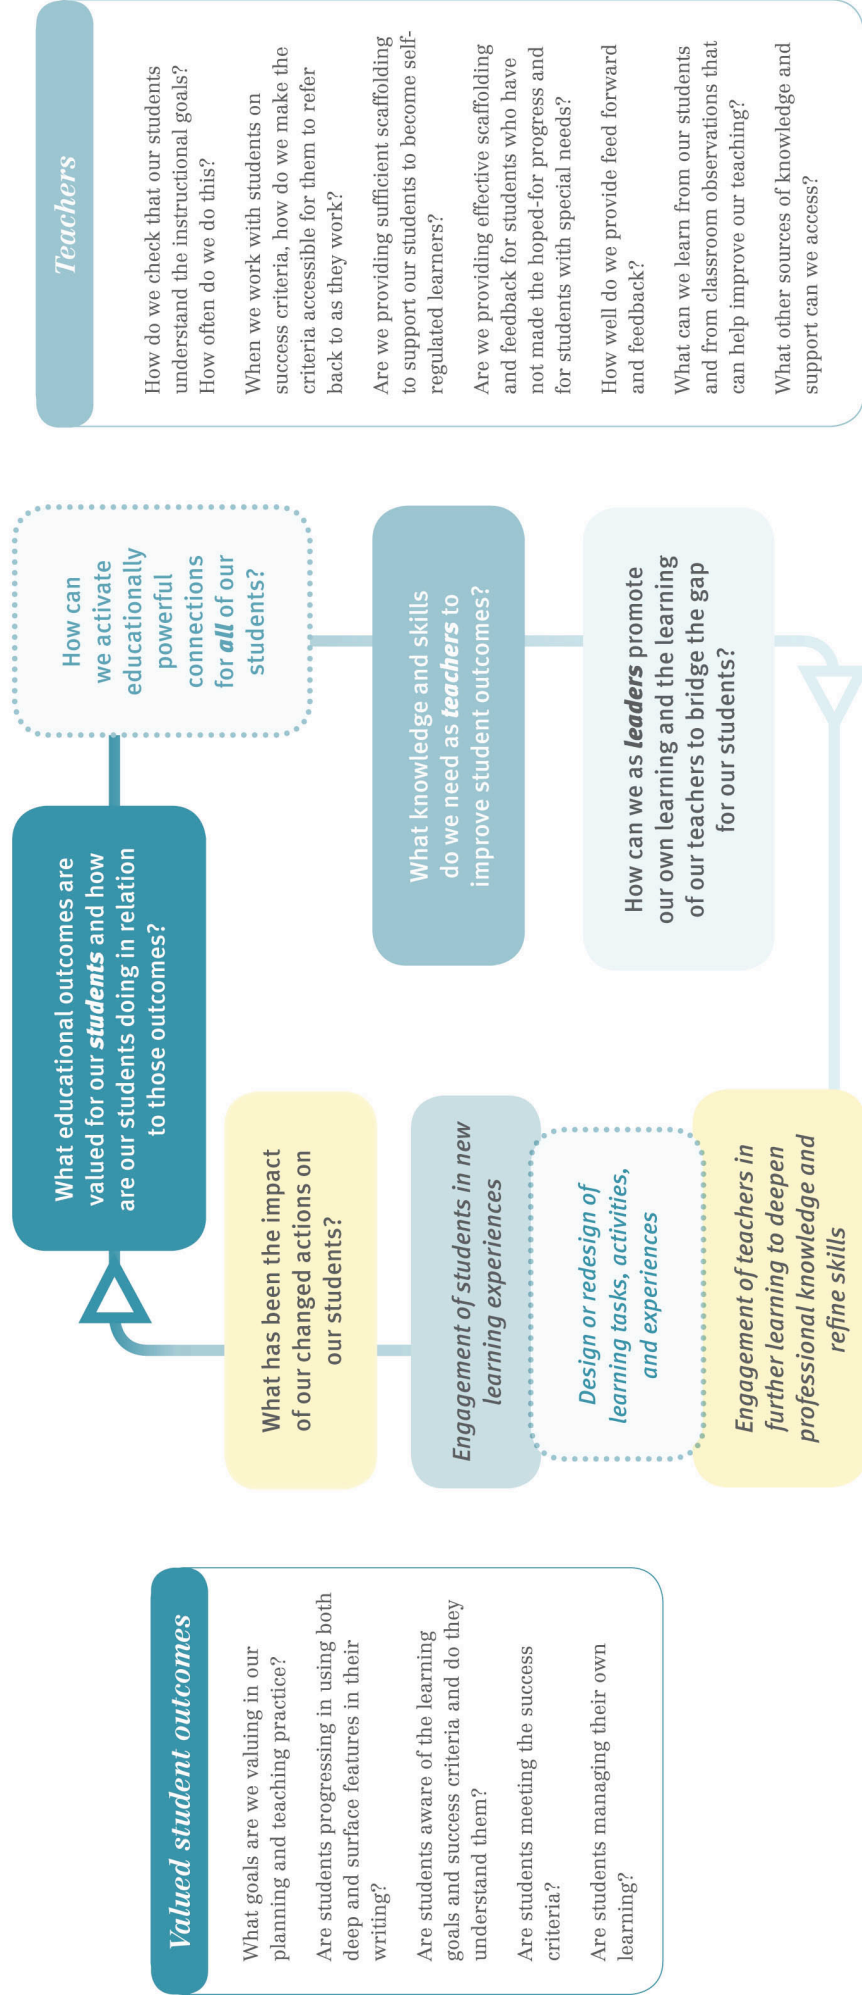 Valued student outcomes
What goals are we valuing in our
planning and teaching practice?
Are students progressing in using both
deep and surface features in their
writing?
Are students aware of the learning
goals and success criteria and do they
understand them?
Are students meeting the success
criteria?
Are students managing their own
learning?
What educational outcomes are
valued for our students and how
are our students doing in relation
to those outcomes?
How can
we activate
educationally
powerful
connections
for all of our
students?
What knowledge and skills
do we need as teachers to
improve student outcomes?
How can we as leaders promote
our own learning and the learning
of our teachers to bridge the gap
for our students?
Engagement of teachers in
further learning to deepen
professional knowledge and
refine skills
Design or redesign of
learning tasks, activities,
and experiences
Engagement of students in new
learning experiences
What has been the impact
of our changed actions on
our students?
Teachers
How do we check that our students
understand the instructional goals?
How often do we do this?
When we work with students on
success criteria, how do we make the
criteria accessible for them to refer
back to as they work?
Are we providing sufficient scaffolding
to support our students to become self-
regulated learners?
Are we providing effective scaffolding
and feedback for students who have
not made the hoped-for progress and
for students with special needs?
How well do we provide feed forward
and feedback?
What can we learn from our students
and from classroom observations that
can help improve our teaching?
What other sources of knowledge and
support can we access?